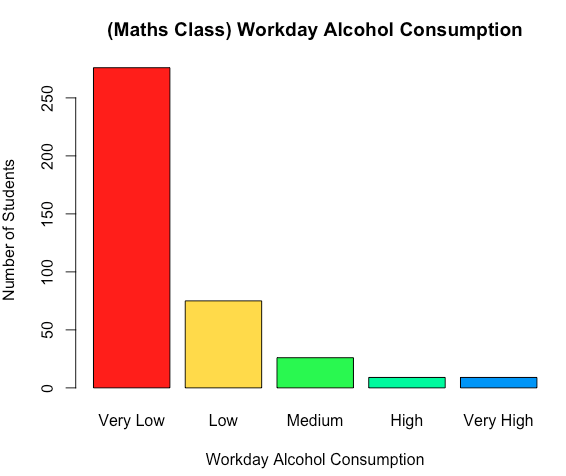 (Maths Class) Workday Alcohol Consumption
Number of Students
250
200
150
100
50
0
Very Low Low Medium High Very High
Workday Alcohol Consumption